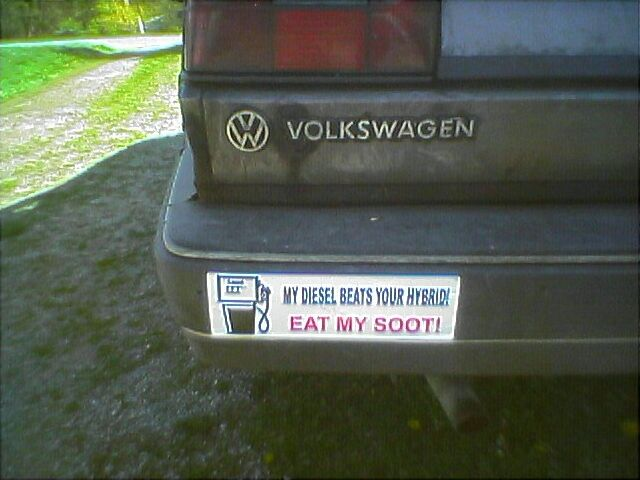 VOLKSWAGEN
MY DIESEL BEATS YOUR HYBRID!
EAT MY SOOT!